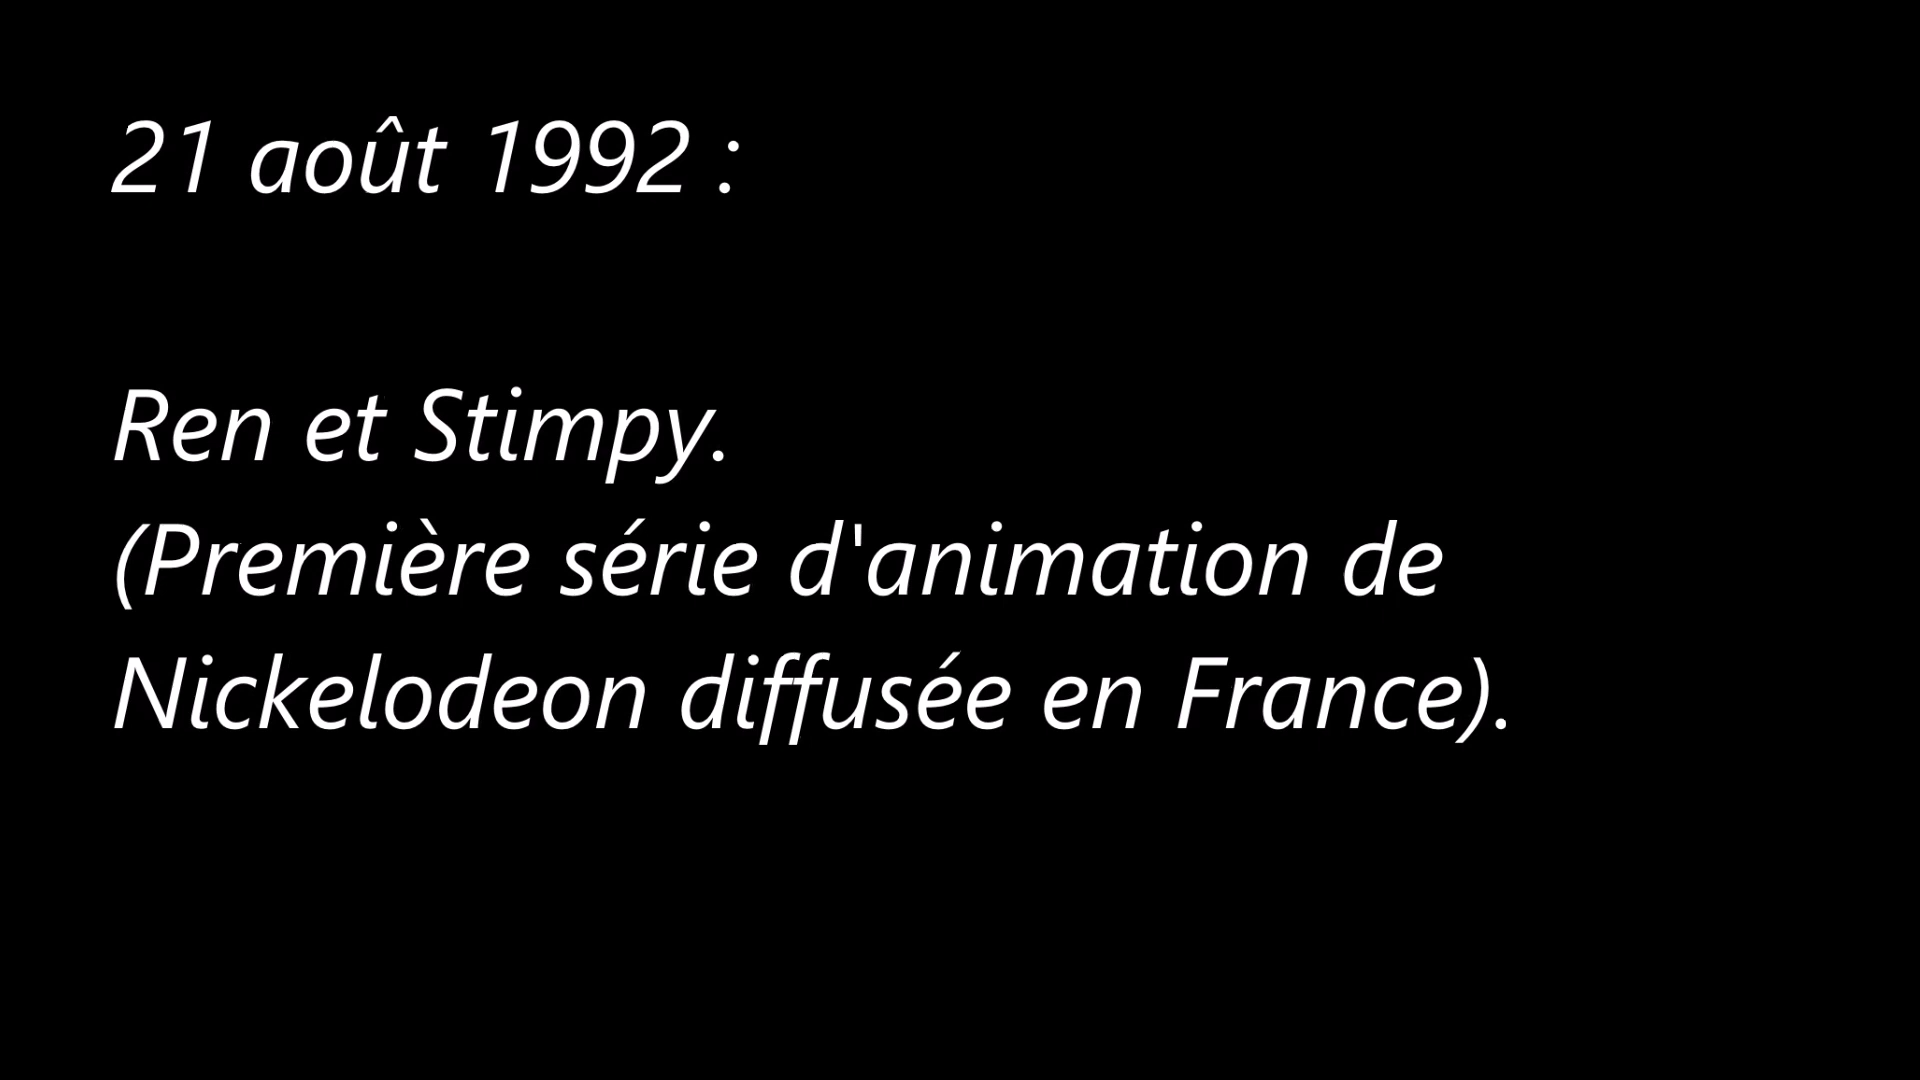 21 août 1992 :
Ren et Stimpy.
(Première série d'animation de
Nickelodeon diffusée en France).